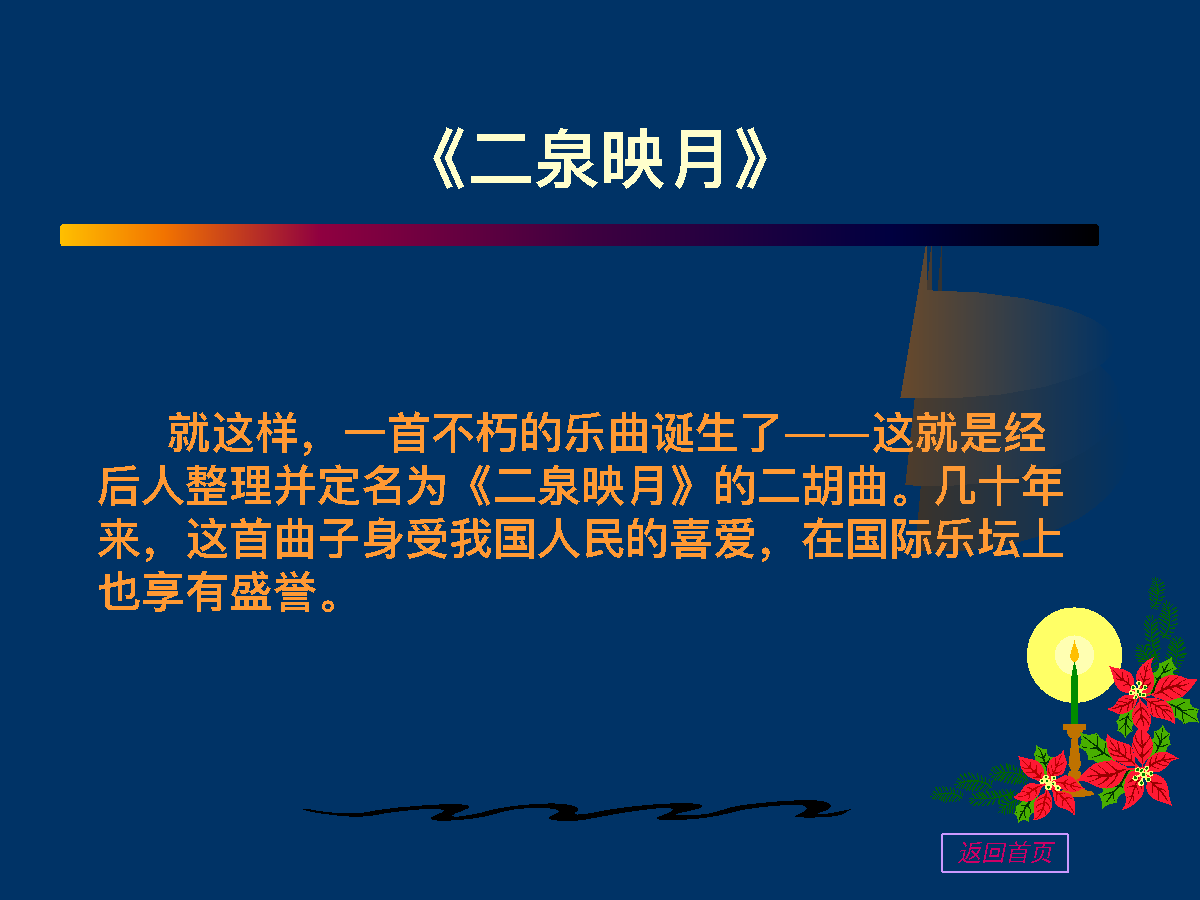 《二泉映月》
就这样，一首不朽的乐曲诞生了——这就是经
后人整理并定名为《二泉映月》的二胡曲。几十年
来，这首曲子身受我国人民的喜爱，在国际乐坛上
也享有盛誉。
返回首页